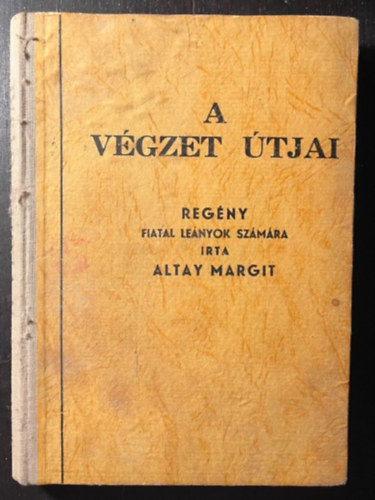 A
VÉGZET ÚTJAI
REGÉNY
FIATAL LEÁNYOK SZÁMÁRA
IRTA
ALTAY MARGIT